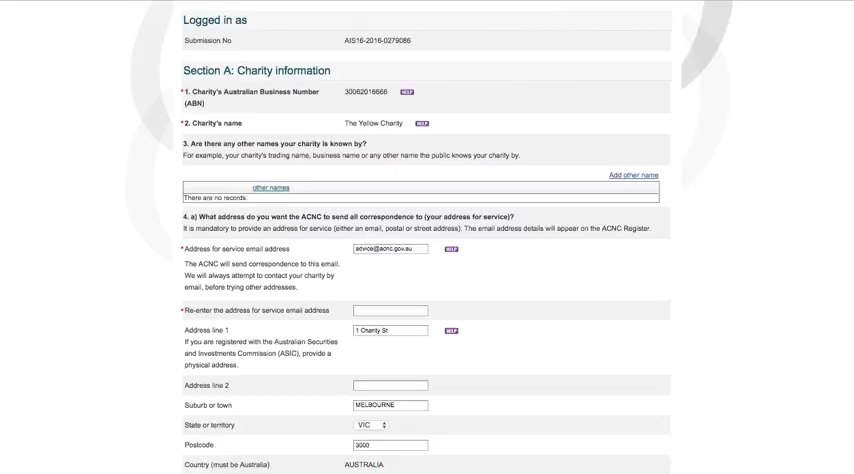 Logged in as
Submission No AIS16-2016-0279086
Section A: Charity information
*1. Charity's Australian Business Number 30062016666 HELP
(ABN)
*2. Charity's name The Yellow Charity HELP
3. Are there any other names your charity is known by?
For example, your charity's trading name, business name or any other name the public knows your charity by.
Add other name
other names
There are no records.
4. a) What address do you want the ACNC to send all correspondence to (your address for service)?
It is mandatory to provide an address for service (either an email, postal or street address). The email address details will appear on the ACNC Register.
*Address for service email address advice@acnc.gov.au HELP
The ACNC will send correspondence to this email.
We will always attempt to contact your charity by
email, before trying other addresses.
*Re-enter the address for service email address
Address line 1 1 Charity St HELP
If you are registered with the Australian Securities
and Investments Commission (ASIC), provide a
physical address.
Address line 2
Suburb or town MELBOURNE
State or territory VIC
Postcode 3000
Country (must be Australia) AUSTRALIA